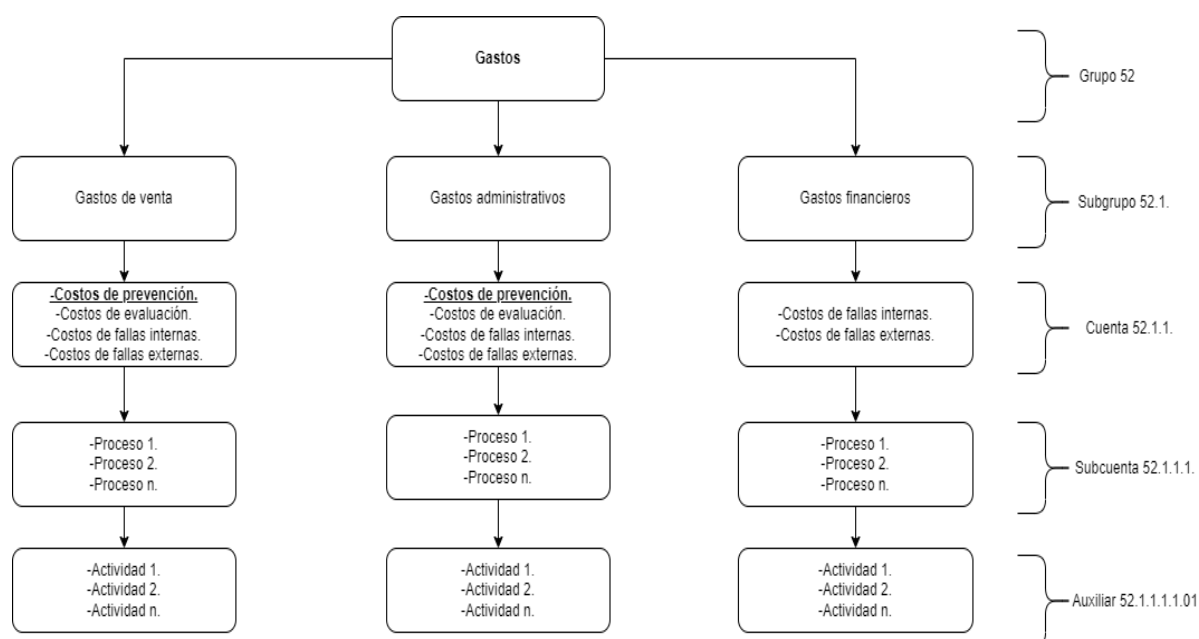 Gastos
Grupo 52
Gastos de venta
Gastos administrativos
Gastos financieros
Subgrupo 52.1.
-Costos de prevención.
-Costos de evaluación.
-Costos de fallas internas.
-Costos de fallas externas.
-Costos de prevención.
-Costos de evaluación.
-Costos de fallas internas.
-Costos de fallas externas.
-Costos de fallas internas.
-Costos de fallas externas.
Cuenta 52.1.1.
-Proceso 1.
-Proceso 2.
-Proceso n.
-Proceso 1.
-Proceso 2.
-Proceso n.
-Proceso 1.
-Proceso 2.
-Proceso n.
Subcuenta 52.1.1.1.
-Actividad 1.
-Actividad 2.
-Actividad n.
-Actividad 1.
-Actividad 2.
-Actividad n.
-Actividad 1.
-Actividad 2.
-Actividad n.
Auxiliar 52.1.1.1.1.01